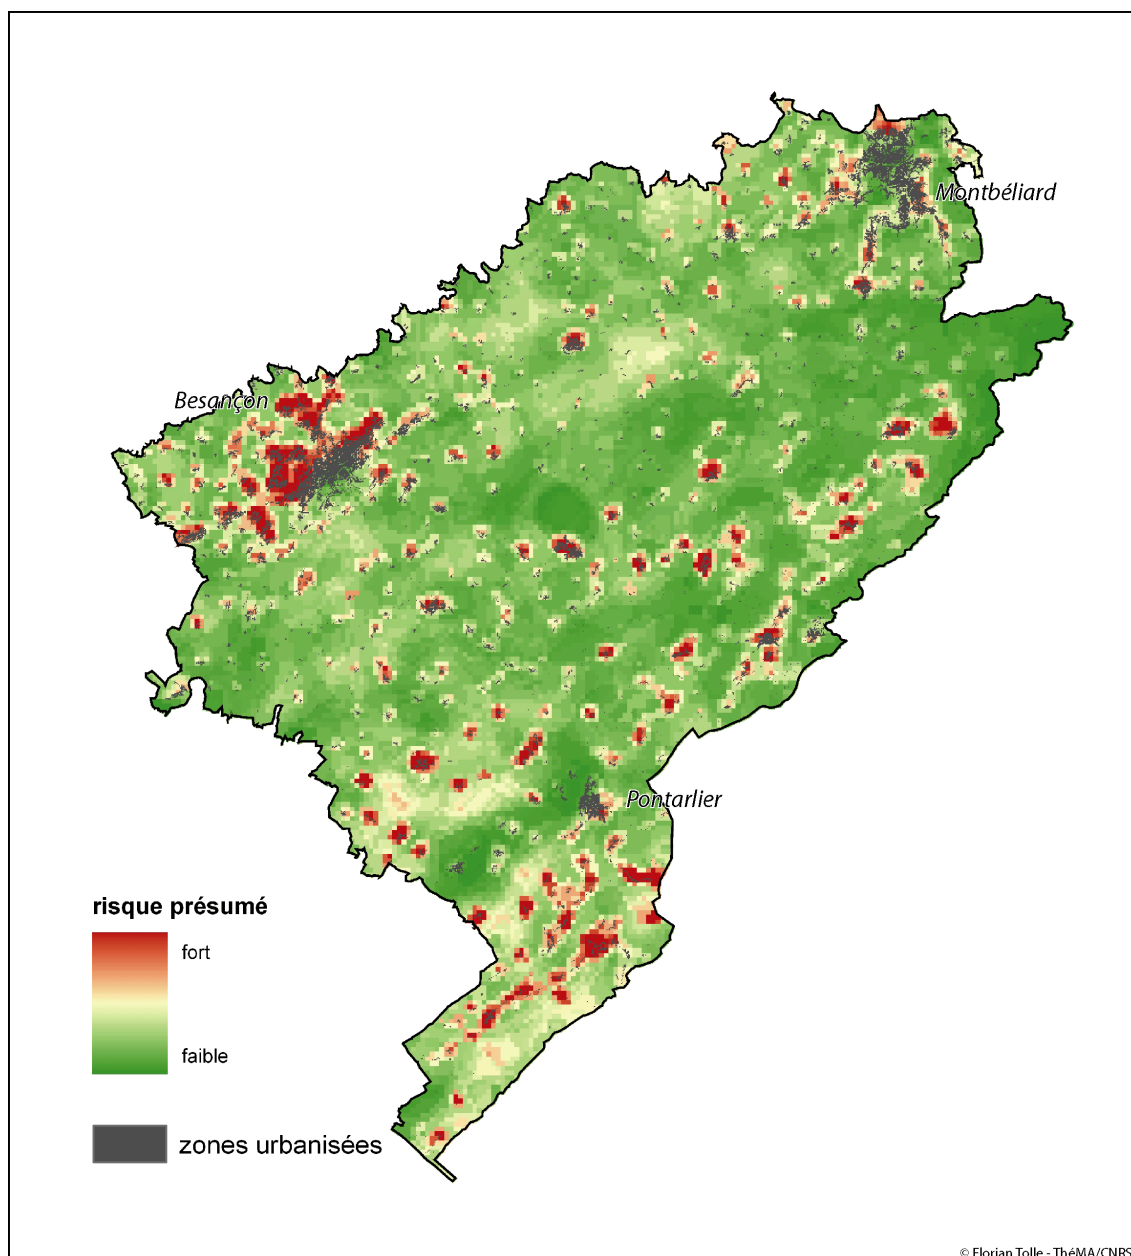 Montbéliard
Besançon
Pontarlier
risque présumé
fort
faible
zones urbanisées
© Florian Tolle - ThéMA/CNRS